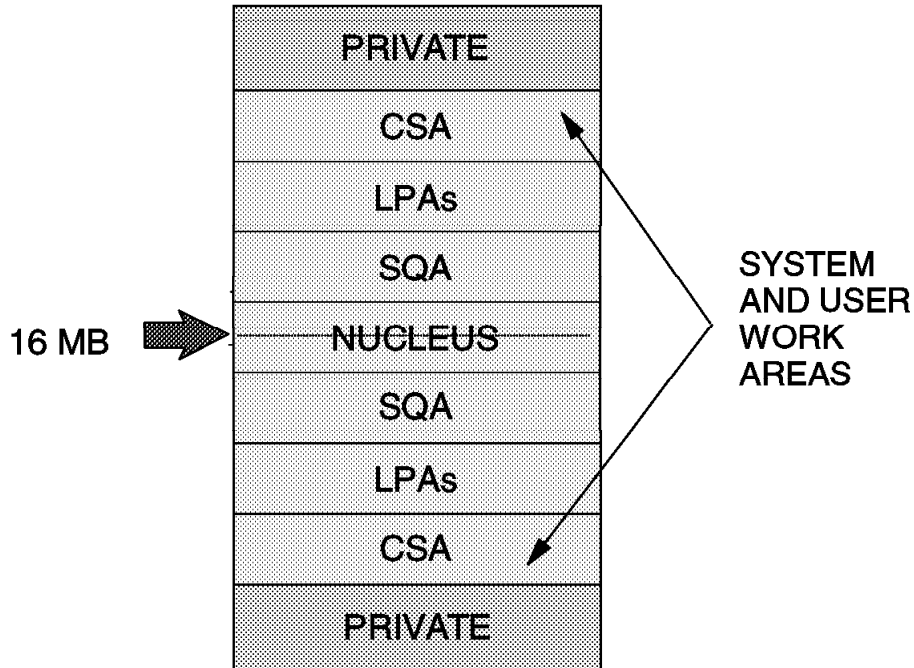 PRIVATE
CSA
LPAs
SQA
16 MB
NUCLEUS
SQA
LPAs
CSA
PRIVATE
SYSTEM
AND USER
WORK
AREAS